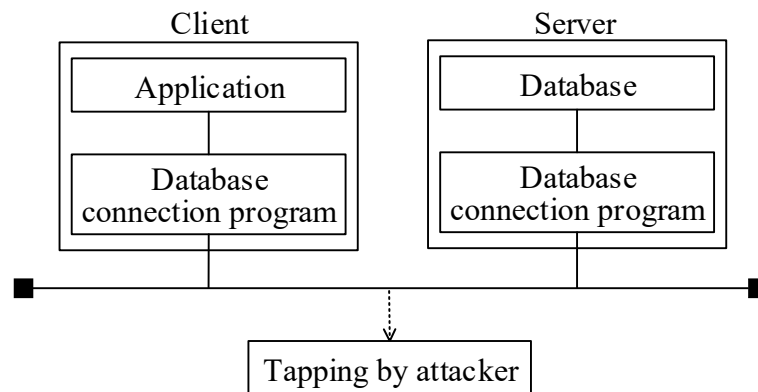 Client
Server
Application
Database
Database
connection program
Database
connection program
Tapping by attacker